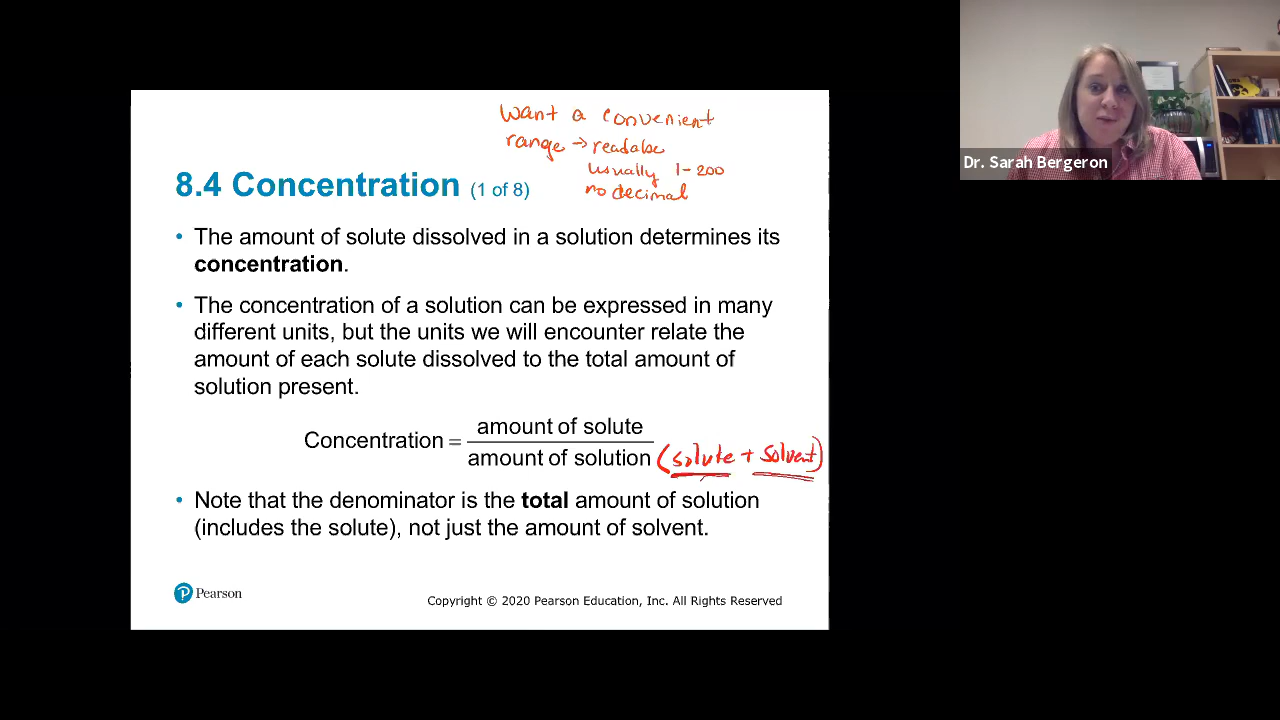 want a convenient
range → readable
usually 1-200
no decimal
Dr. Sarah Bergeron
8.4 Concentration (1 of 8)
• The amount of solute dissolved in a solution determines its
concentration.
• The concentration of a solution can be expressed in many
different units, but the units we will encounter relate the
amount of each solute dissolved to the total amount of
solution present.
Concentration = amount of solute
amount of solution (solute + solvent)
• Note that the denominator is the total amount of solution
(includes the solute), not just the amount of solvent.
P Pearson
Copyright © 2020 Pearson Education, Inc. All Rights Reserved